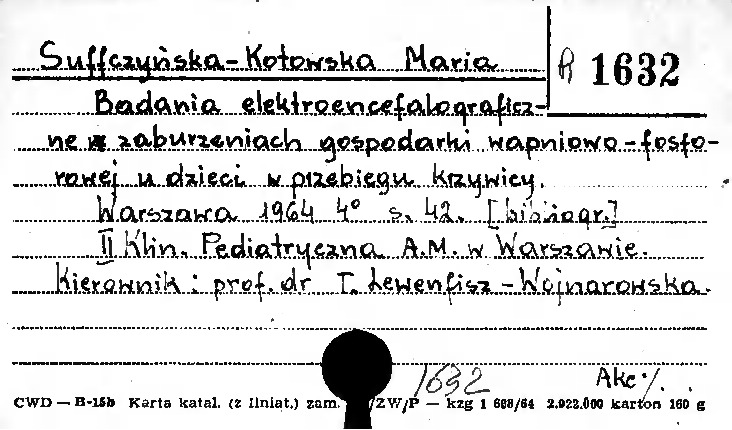 Suffczyńska-Kotowska Maria
R 1632
Badania elektroencefalograficz-
ne w zaburzeniach gospodarki wapniowo-fosfo-
rowej u dzieci w przebiegu krzywicy.
Warszawa 1964 4° s. 42. [bibliogr.]
II Klin. Pediatryczna A.M. w Warszawie.
Kierownik: prof. dr T. Lewenfisz-Wojnarowska.
1632 Akc %.
CWD — B-15b Karta katal. (z liniat.) zam. /ZW/P — kzg 1 608/64 2.922.000 karton 160 g